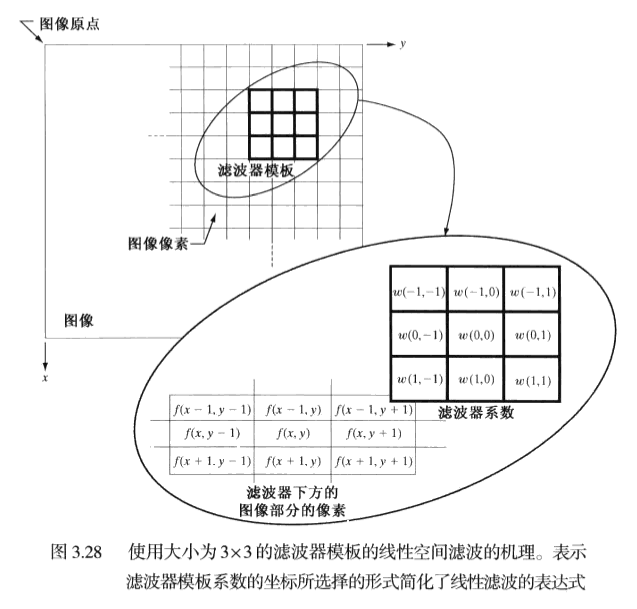 图像原点
y
滤波器模板
图像像素
图像
x
w(−1,−1) w(−1,0) w(−1,1)
w(0,−1) w(0,0) w(0,1)
w(1,−1) w(1,0) w(1,1)
滤波器系数
f(x − 1, y − 1) f(x − 1, y) f(x − 1, y + 1)
f(x, y − 1) f(x, y) f(x, y + 1)
f(x + 1. y − 1) f(x + 1, y) f(x + 1, y + 1)
滤波器下方的
图像部分的像素
图 3.28 使用大小为 3×3 的滤波器模板的线性空间滤波的机理。表示
滤波器模板系数的坐标所选择的形式简化了线性滤波的表达式